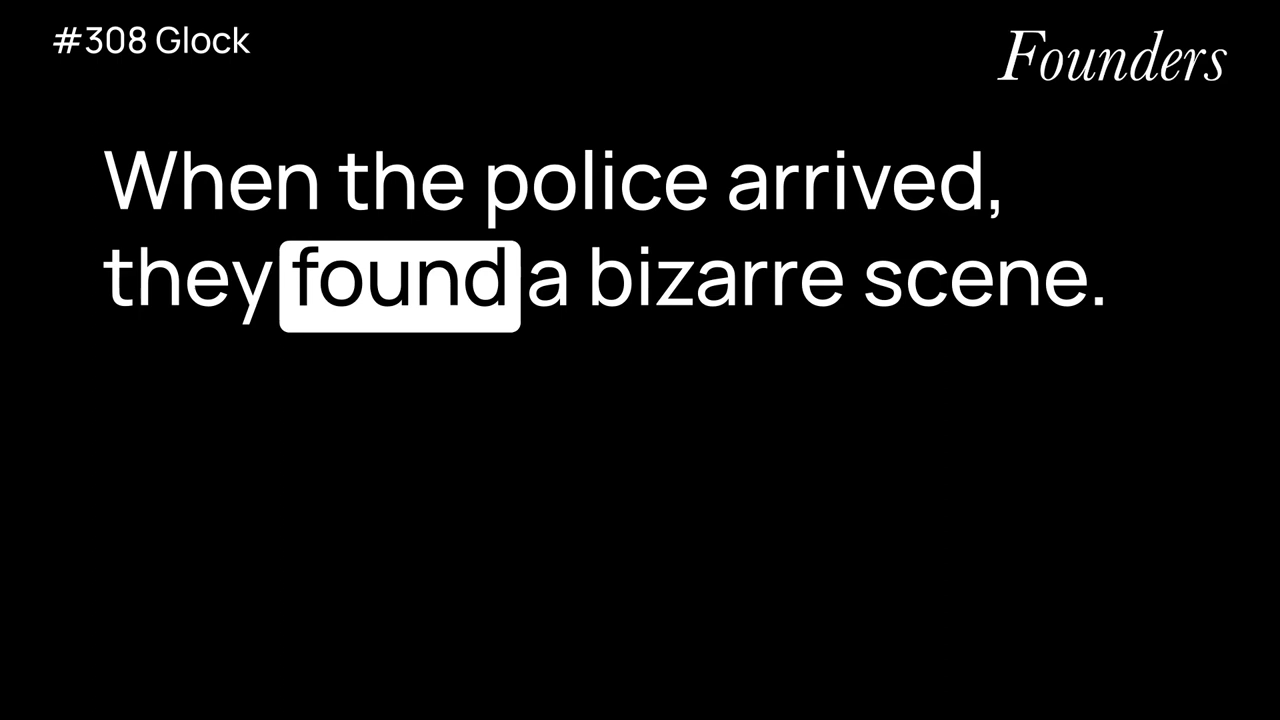 #308 Glock
Founders
When the police arrived,
they found a bizarre scene.